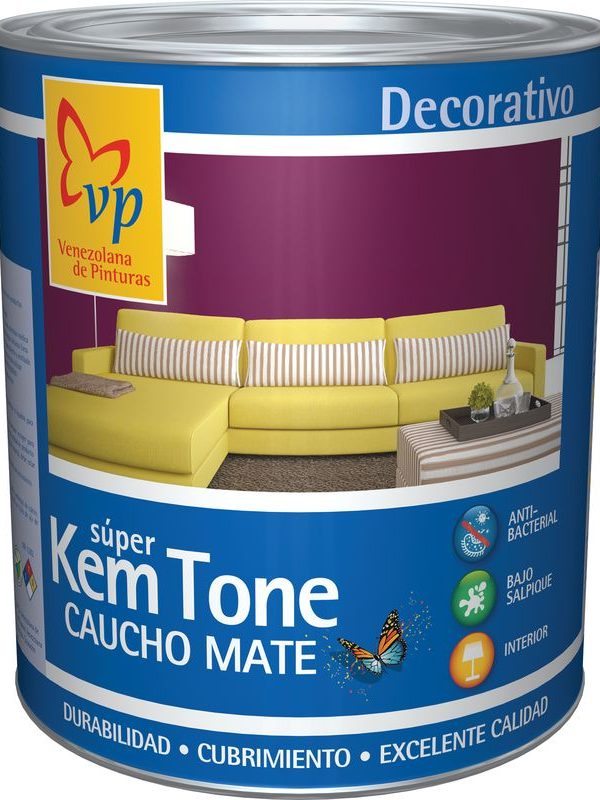 Decorativo
vp
Venezolana
de Pinturas
súper
Kem Tone
CAUCHO MATE
ANTI-
BACTERIAL
BAJO
SALPIQUE
INTERIOR
DURABILIDAD • CUBRIMIENTO • EXCELENTE CALIDAD